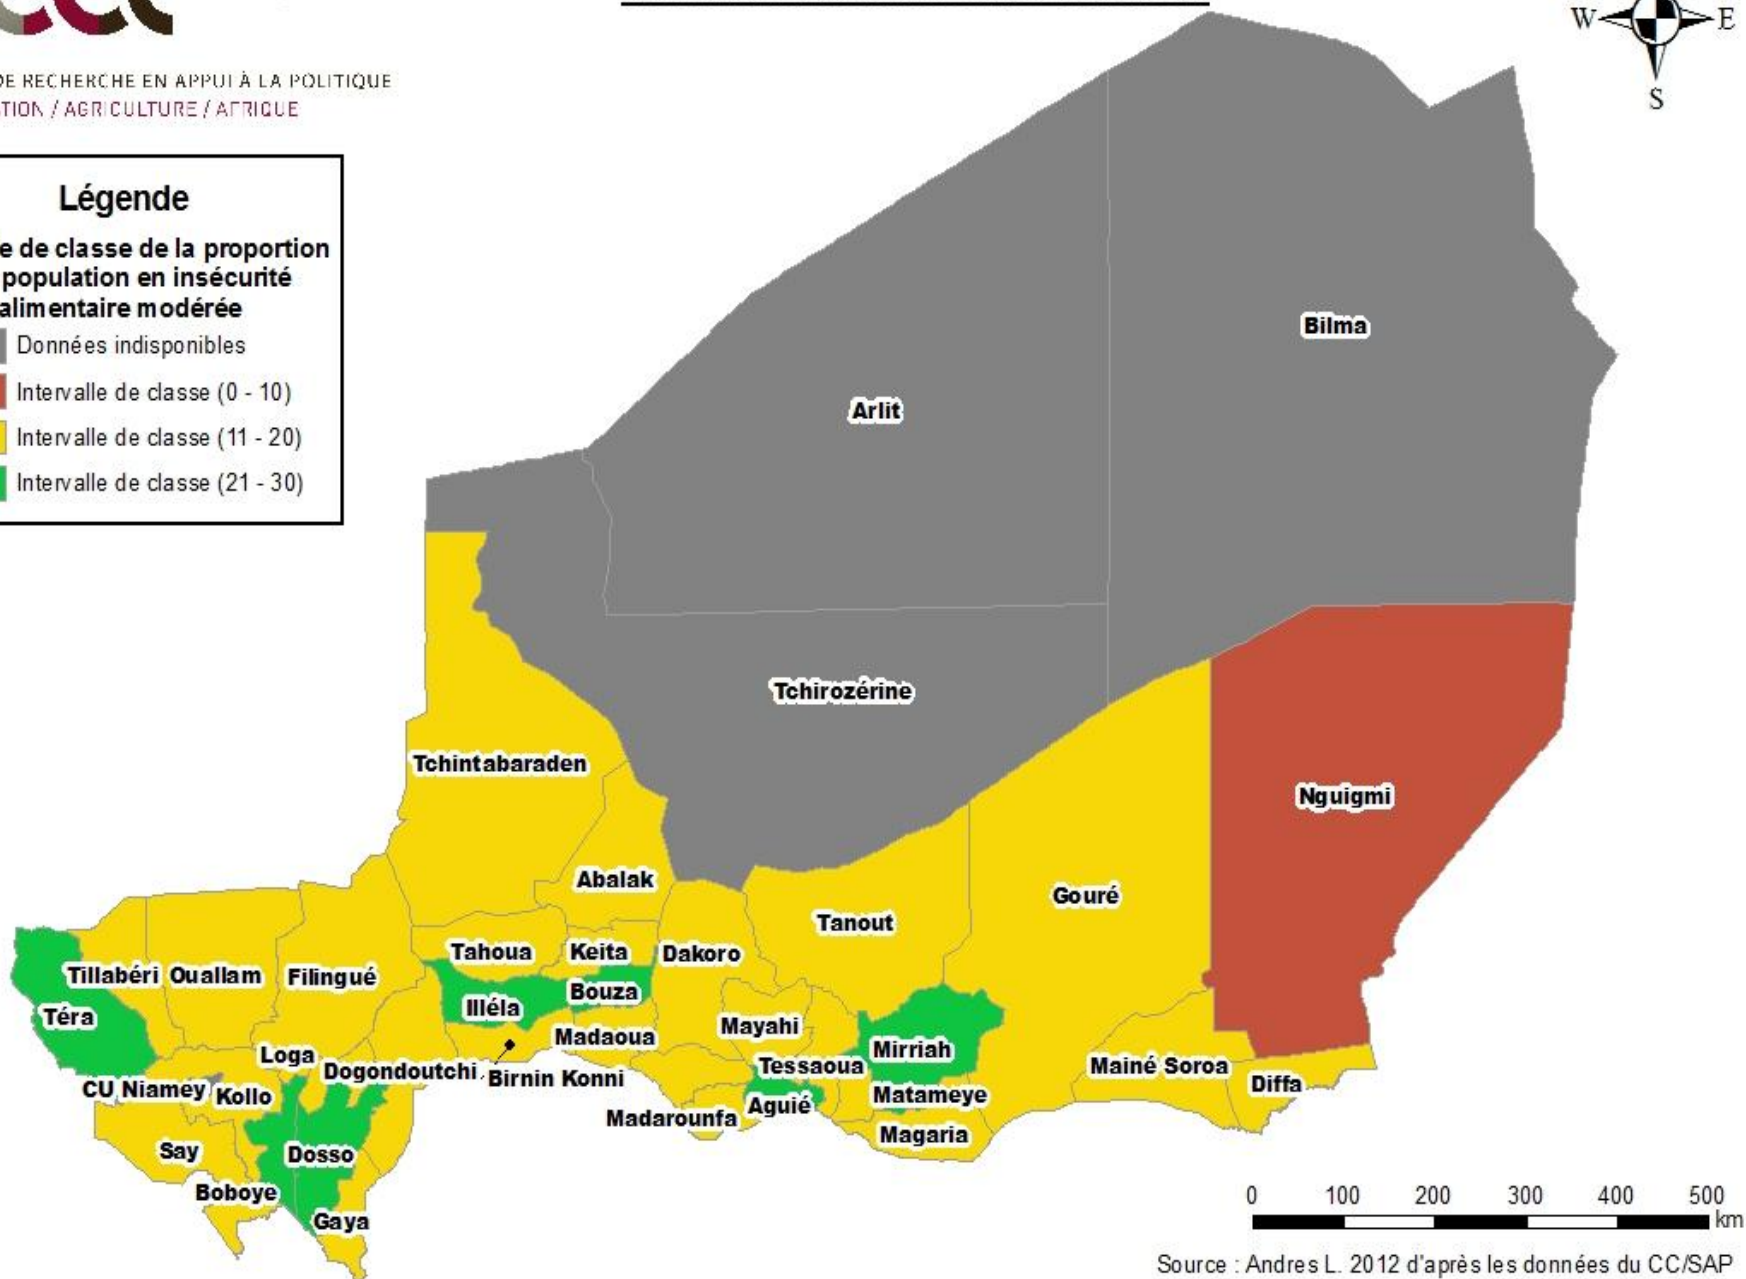 W E
S
DE RECHERCHE EN APPUI À LA POLITIQUE
TION / AGRICULTURE / AFRIQUE
Légende
e de classe de la proportion
population en insécurité
alimentaire modérée
Données indisponibles
Intervalle de classe (0 - 10)
Intervalle de classe (11 - 20)
Intervalle de classe (21 - 30)
Bilma
Arlit
Tchirozérine
Tchintabaraden
Nguigmi
Abalak
Gouré
Tanout
Tahoua
Keita
Dakoro
Tillabéri
Ouallam
Filingué
Bouza
Illéla
Téra
Mayahi
Madaoua
Mirriah
Loga
Tessaoua
Mainé Soroa
Dogondoutchi
Birnin Konni
Diffa
CU Niamey
Kollo
Matameye
Aguié
Madarounfa
Magaria
Say
Dosso
Boboye
Gaya
0 100 200 300 400 500
km
Source : Andres L. 2012 d'après les données du CC/SAP